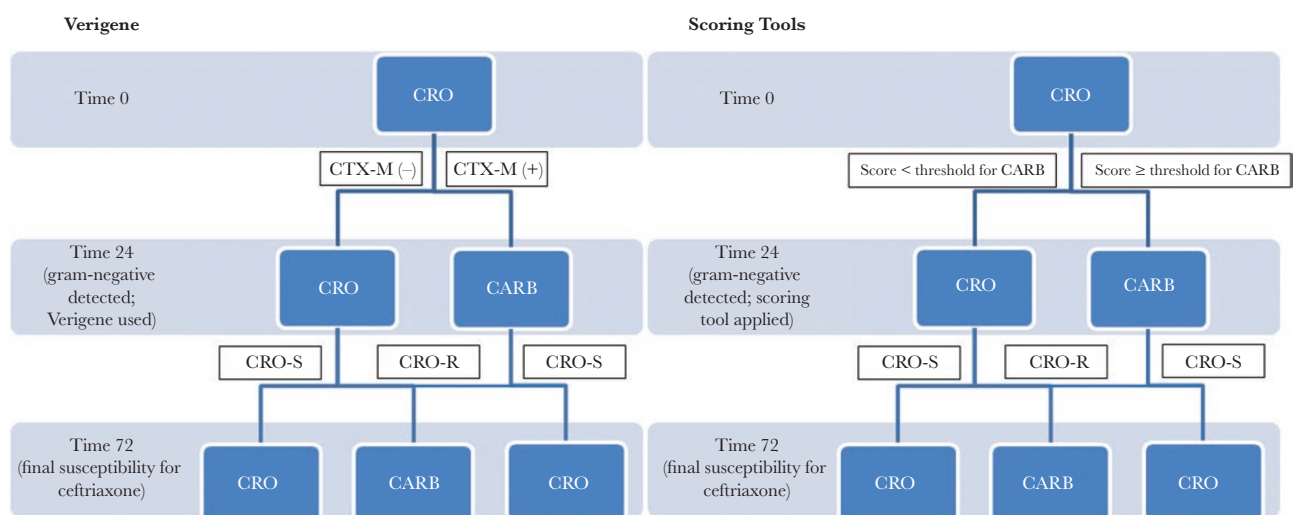 Verigene
Time 0
CRO
CTX-M (–)
CTX-M (+)
Time 24
(gram-negative
detected;
Verigene used)
CRO
CARB
CRO-S
CRO-R
CRO-S
Time 72
(final susceptibility for
ceftriaxone)
CRO
CARB
CRO
Scoring Tools
Time 0
CRO
Score < threshold for CARB
Score ≥ threshold for CARB
Time 24
(gram-negative
detected; scoring
tool applied)
CRO
CARB
CRO-S
CRO-R
CRO-S
Time 72
(final susceptibility for
ceftriaxone)
CRO
CARB
CRO